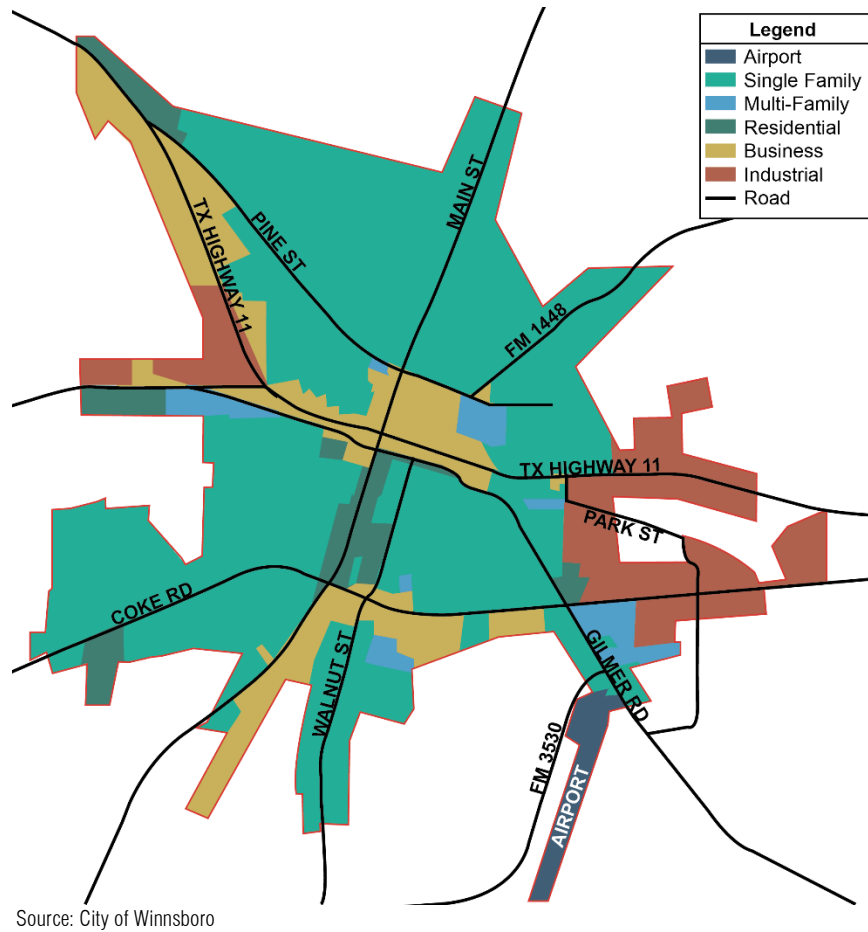 Legend
Airport
Single Family
Multi-Family
Residential
Business
Industrial
Road
MAIN ST
PINE ST
TX HIGHWAY 11
FM 1448
TX HIGHWAY 11
PARK ST
COKE RD
WALNUT ST
GILMER RD
FM 3530
AIRPORT
Source: City of Winnsboro